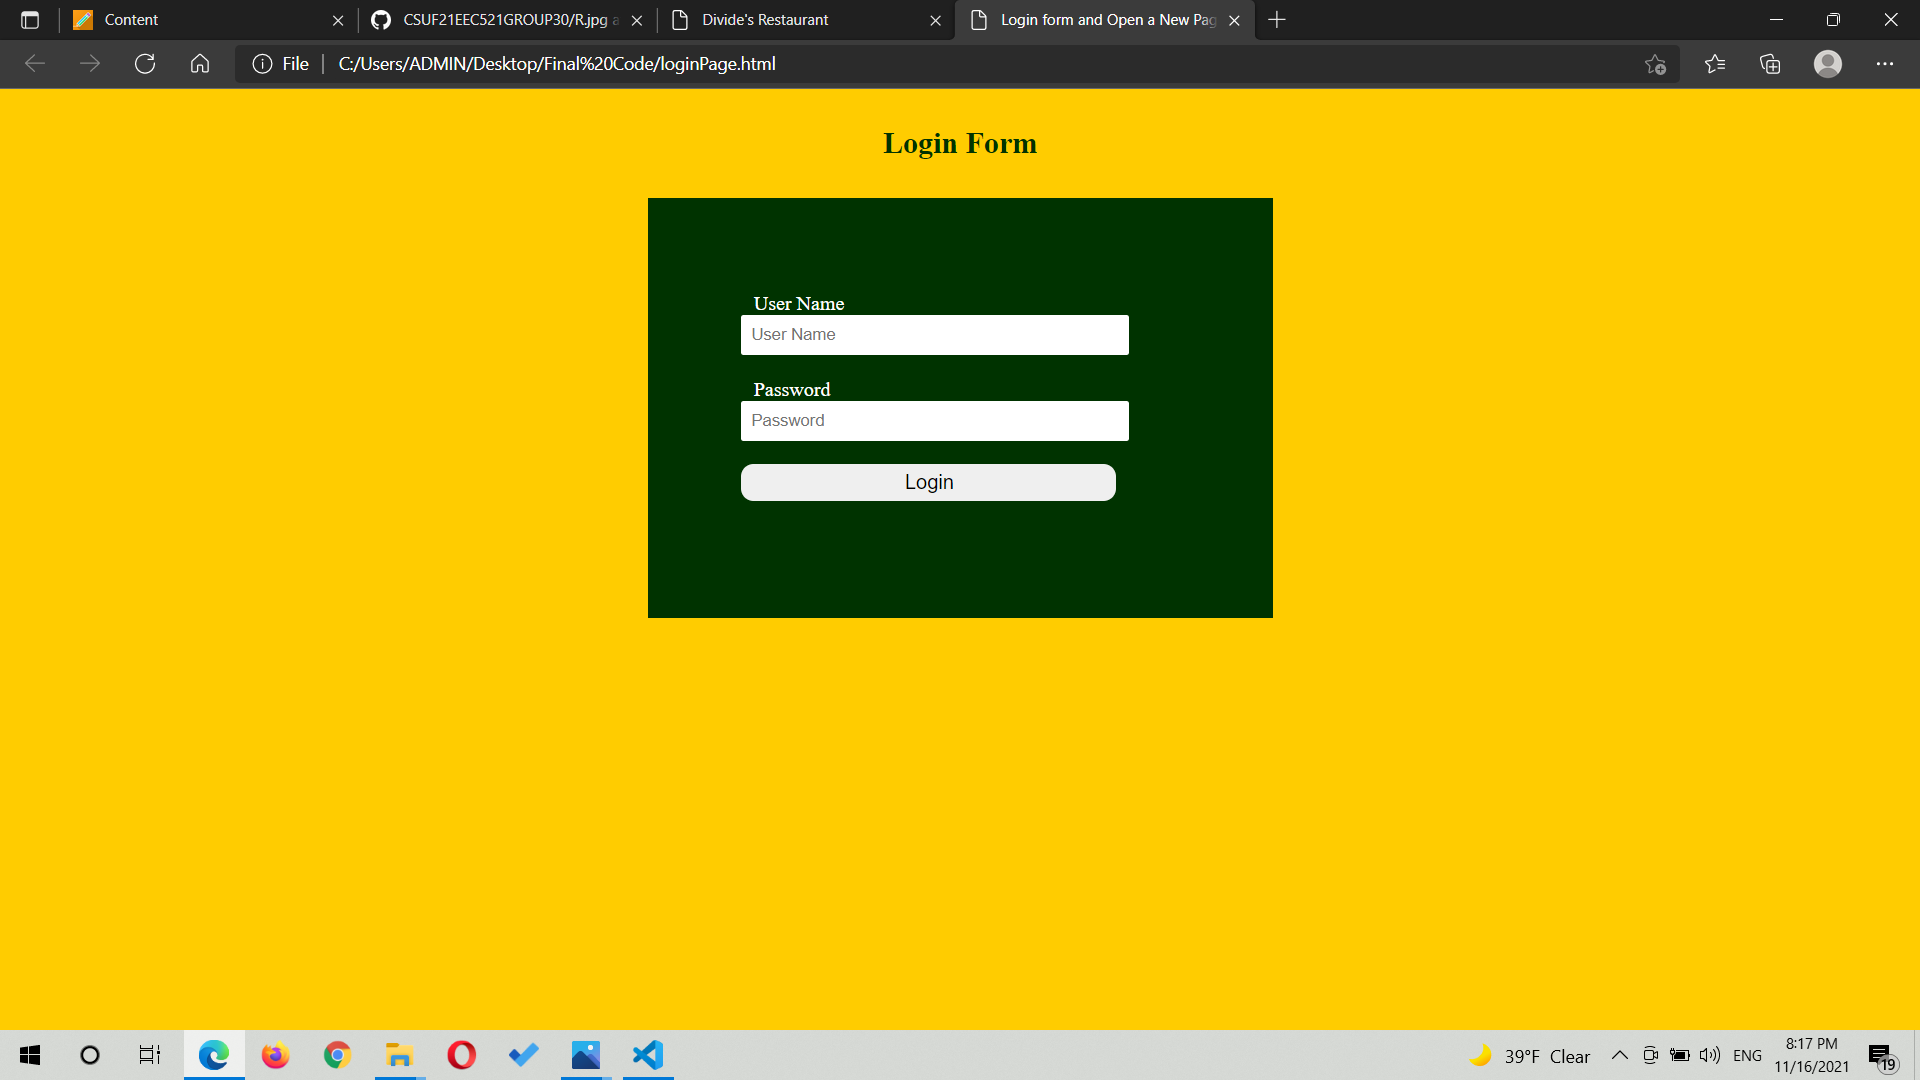 Content
CSUF21EEC521GROUP30/R.jpg a
Divide's Restaurant
Login form and Open a New Pag
File
C:/Users/ADMIN/Desktop/Final%20Code/loginPage.html
Login Form
User Name
User Name
Password
Password
Login
39°F Clear
ENG
8:17 PM
11/16/2021
19